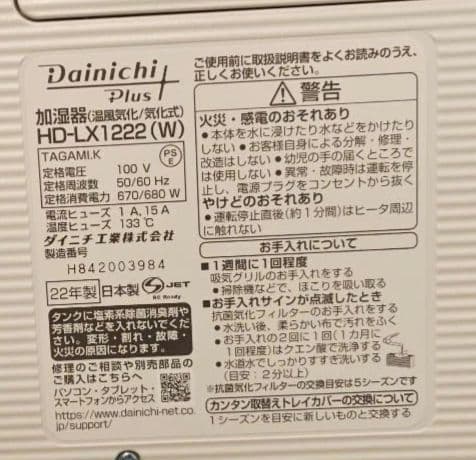 Dainichi
Plus
加湿器(温風気化/気化式)
HD-LX1222(W)
TAGAMI.K
PS
E
定格電圧 100 V
定格周波数 50/60 Hz
定格消費電力 670/680 W
電流ヒューズ 1 A,15 A
温度ヒューズ 133℃
ダイニチ工業株式会社
製造番号
H842003984
22年製 日本製 S JET
RC Ready
タンクに塩素系除菌消臭剤や
芳香剤などを入れないでくだ
さい。変形・割れ・故障・
火災の原因になります。
修理のご相談や別売部品の
ご購入はこちらへ
パソコン・タブレット・
スマートフォンからアクセス
https://www.dainichi-net.co.
jp/support/
ご使用前に取扱説明書をよくお読みのうえ、
正しくお使いください。
警告
火災・感電のおそれあり
●本体を水に浸けたり水などをかけたり
しない ●お客様自身による分解・修理・
改造はしない ●幼児の手の届くところで
は使用しない ●異常・故障時は運転を停
止し、電源プラグをコンセントから抜く
やけどのおそれあり
●運転停止直後(約1分間)はヒータ周辺
に触れない
お手入れについて
■1週間に1回程度
吸気グリルのお手入れをする
●掃除機などで、ほこりを吸い取る
■お手入れサインが点滅したとき
抗菌気化フィルターのお手入れをする
●水洗い後、柔らかい布で汚れをふく
●お手入れの2回に1回(1カ月に
1回程度)はクエン酸で洗浄する
●水道水でしっかりすすぎ洗いする
(目安:2分以上)
※抗菌気化フィルターの交換目安は5シーズンです
カンタン取替えトレイカバーの交換について
1シーズンを目安に新しいものと交換する